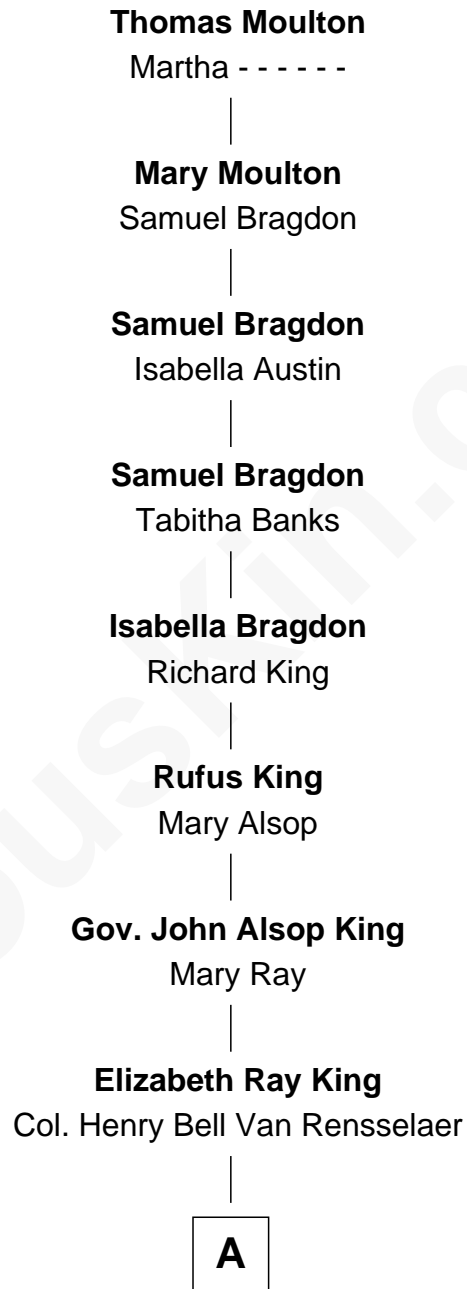 Thomas Moulton
Martha - - - - - -
Mary Moulton
Samuel Bragdon
Samuel Bragdon
Isabella Austin
Samuel Bragdon
Tabitha Banks
Isabella Bragdon
Richard King
Rufus King
Mary Alsop
Gov. John Alsop King
Mary Ray
Elizabeth Ray King
Col. Henry Bell Van Rensselaer
A